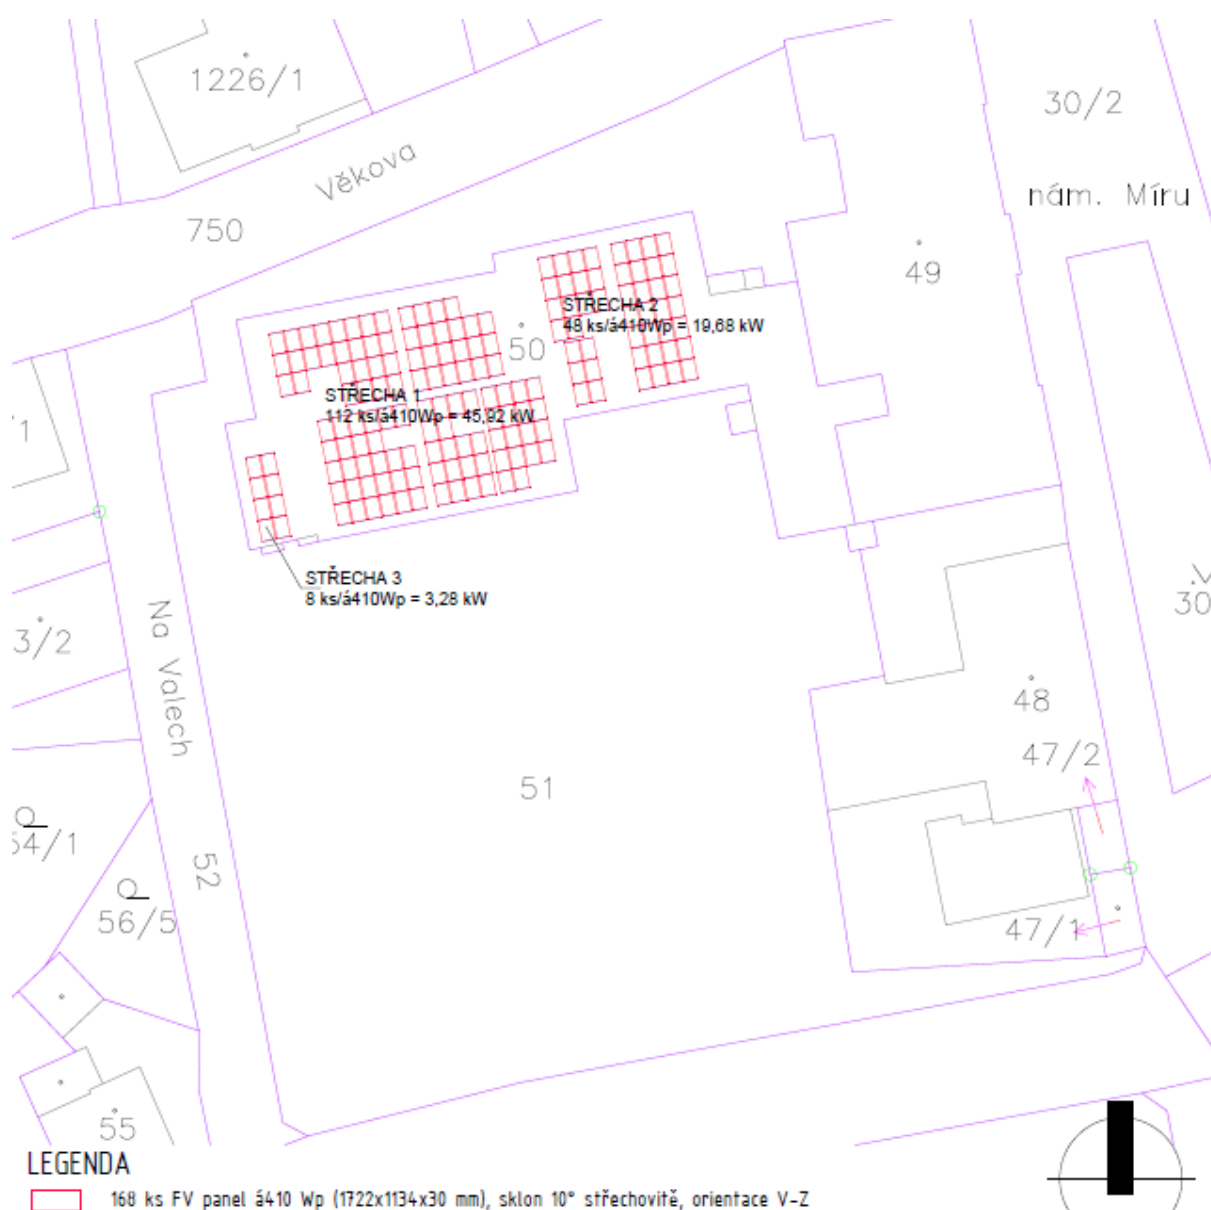 1226/1
30/2
Věkova
nám. Míru
750
49
STŘECHA 2
48 ks/á410Wp = 19,68 kW
50
STŘECHA 1
112 ks/á410Wp = 45,92 kW
1
STŘECHA 3
8 ks/á410Wp = 3,28 kW
30
Na Valech
3/2
48
47/2
51
54/1
52
56/5
47/1
55
LEGENDA
168 ks FV panel á410 Wp (1722x1134x30 mm), sklon 10° střechovitě, orientace V-Z